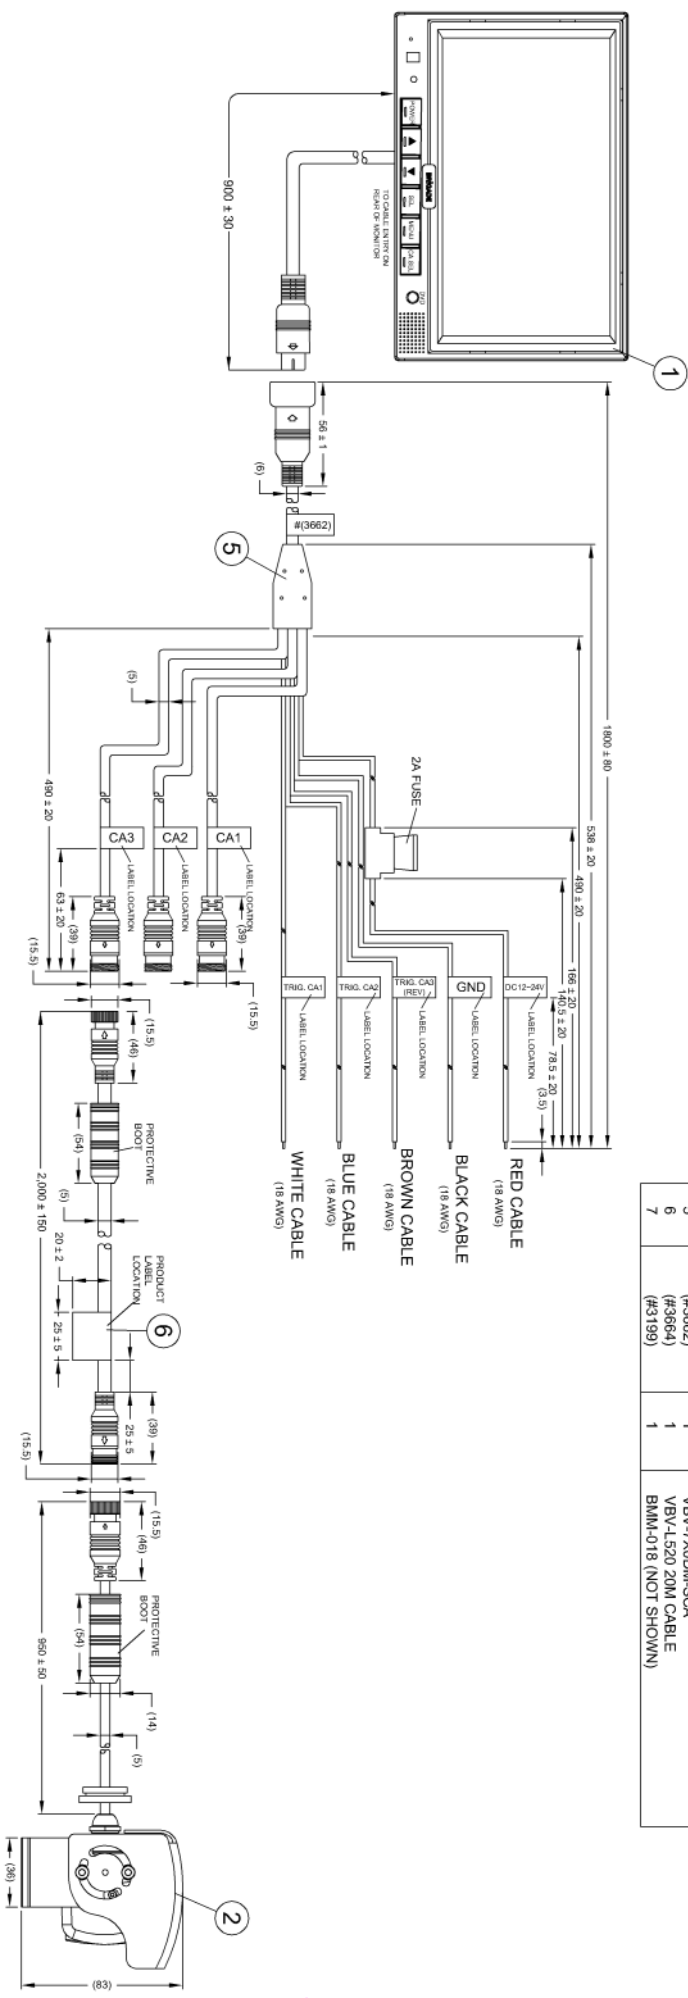 POWER
SEL
MENU
CA.SEL
DVO
BRIGADE
1
TO CABLE ENTRY ON
REAR OF MONITOR
900 ± 30
56 ± 1
(6)
#(3662)
5
1800 ± 80
538 ± 20
490 ± 20
166 ± 20
140.5 ± 20
78.5 ± 20
(3.5)
2A FUSE
490 ± 20
(5)
63 ± 20
(39)
(15.5)
CA3
LABEL LOCATION
CA2
LABEL LOCATION
CA1
LABEL LOCATION
(39)
(15.5)
TRIG. CA1
LABEL LOCATION
TRIG. CA2
LABEL LOCATION
TRIG. CA3
(REV)
LABEL LOCATION
GND
LABEL LOCATION
DC12~24V
LABEL LOCATION
RED CABLE
(18 AWG)
BLACK CABLE
(18 AWG)
BROWN CABLE
(18 AWG)
BLUE CABLE
(18 AWG)
WHITE CABLE
(18 AWG)
6 (#3664) 1 VBV-L520 20M CABLE
7 (#3199) 1 BMM-018 (NOT SHOWN)
(15.5)
(46)
PROTECTIVE
BOOT
(54)
2,000 ± 150
(5)
20 ± 2
PRODUCT
LABEL
LOCATION
6
25 ± 5
25 ± 5
(39)
(15.5)
(15.5)
(46)
PROTECTIVE
BOOT
(54)
(14)
950 ± 50
(5)
2
(36)
(83)